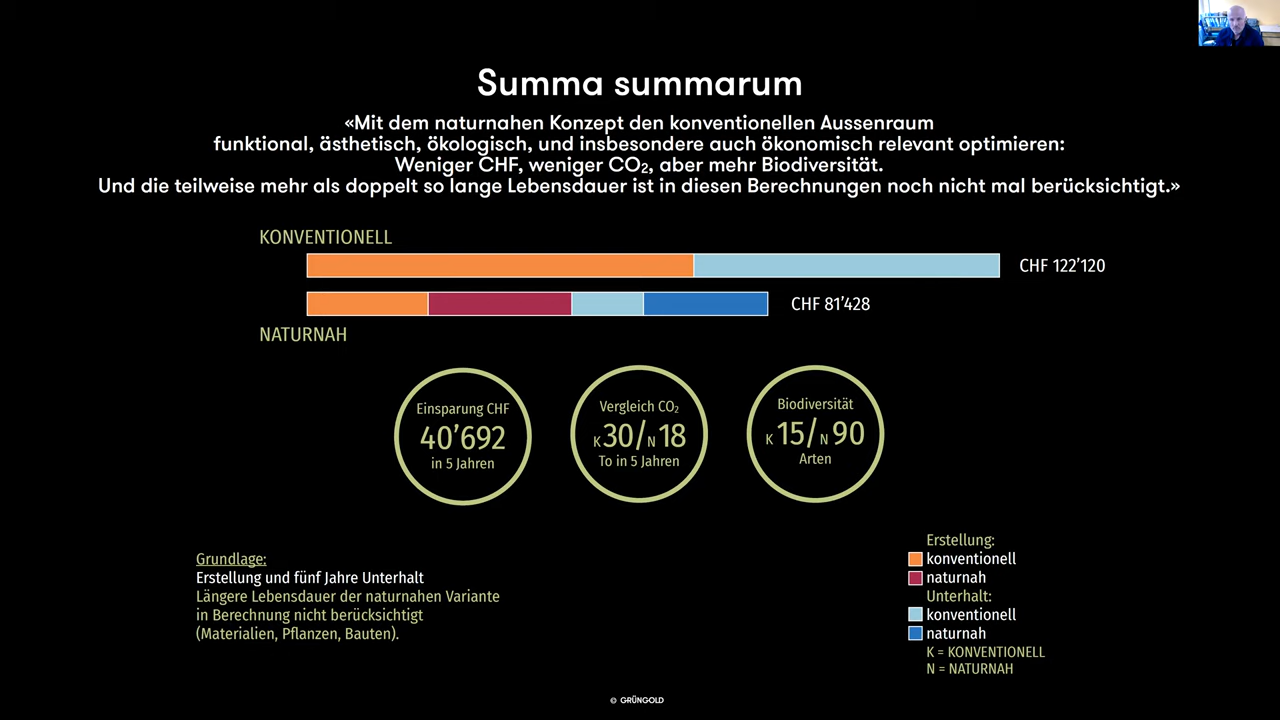 Summa summarum
«Mit dem naturnahen Konzept den konventionellen Aussenraum
funktional, ästhetisch, ökologisch, und insbesondere auch ökonomisch relevant optimieren:
Weniger CHF, weniger CO₂, aber mehr Biodiversität.
Und die teilweise mehr als doppelt so lange Lebensdauer ist in diesen Berechnungen noch nicht mal berücksichtigt.»
KONVENTIONELL
CHF 122’120
CHF 81’428
NATURNAH
Einsparung CHF
40’692
in 5 Jahren
Vergleich CO₂
K 30/N 18
To in 5 Jahren
Biodiversität
K 15/N 90
Arten
Grundlage:
Erstellung und fünf Jahre Unterhalt
Längere Lebensdauer der naturnahen Variante
in Berechnung nicht berücksichtigt
(Materialien, Pflanzen, Bauten).
Erstellung:
konventionell
naturnah
Unterhalt:
konventionell
naturnah
K = KONVENTIONELL
N = NATURNAH
© GRÜNGOLD